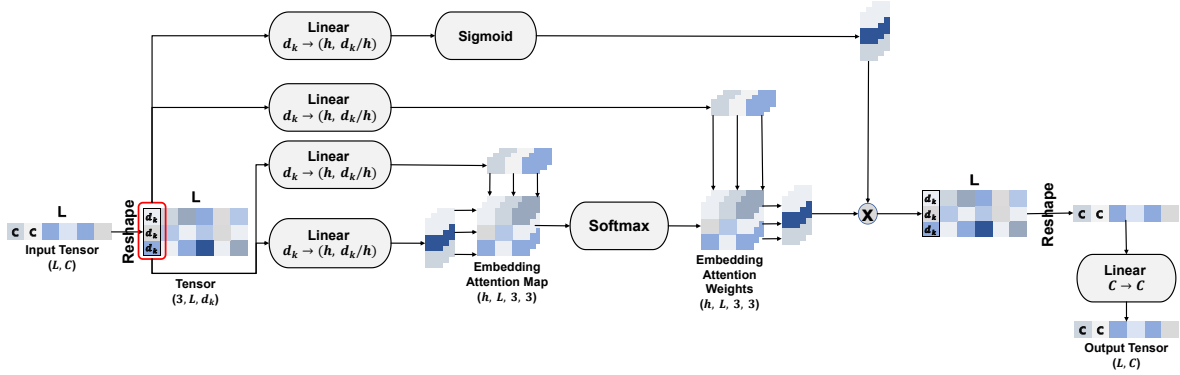 L
c c
Input Tensor
(L, C)
Reshape
L
d_k
d_k
d_k
Tensor
(3, L, d_k)
Linear
d_k → (h, d_k/h)
Sigmoid
Linear
d_k → (h, d_k/h)
Linear
d_k → (h, d_k/h)
Linear
d_k → (h, d_k/h)
Embedding
Attention Map
(h, L, 3, 3)
Softmax
Embedding
Attention
Weights
(h, L, 3, 3)
X
L
d_k
d_k
d_k
Reshape
c c
Linear
C → C
c c
Output Tensor
(L, C)